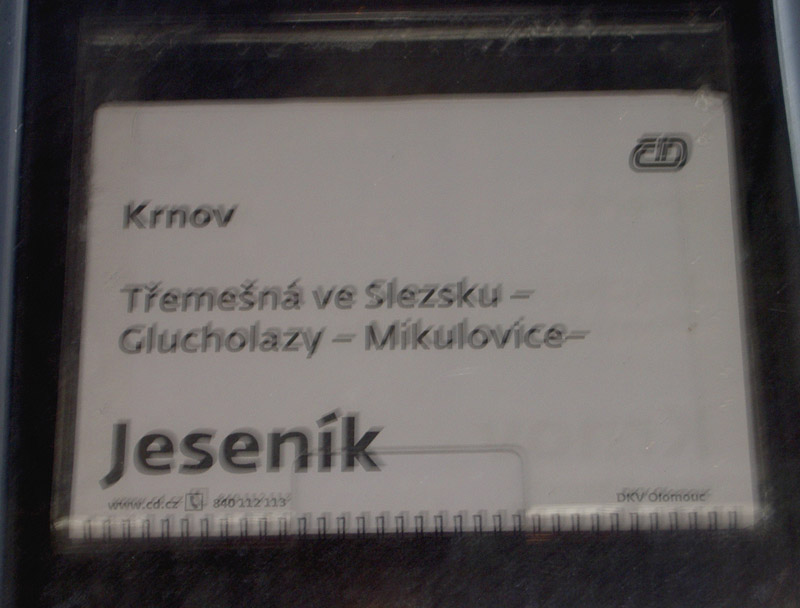 ČD
Krnov
Třemešná ve Slezsku –
Glucholazy – Mikulovice–
Jeseník
www.cd.cz 840 112 113
DKV Olomouc